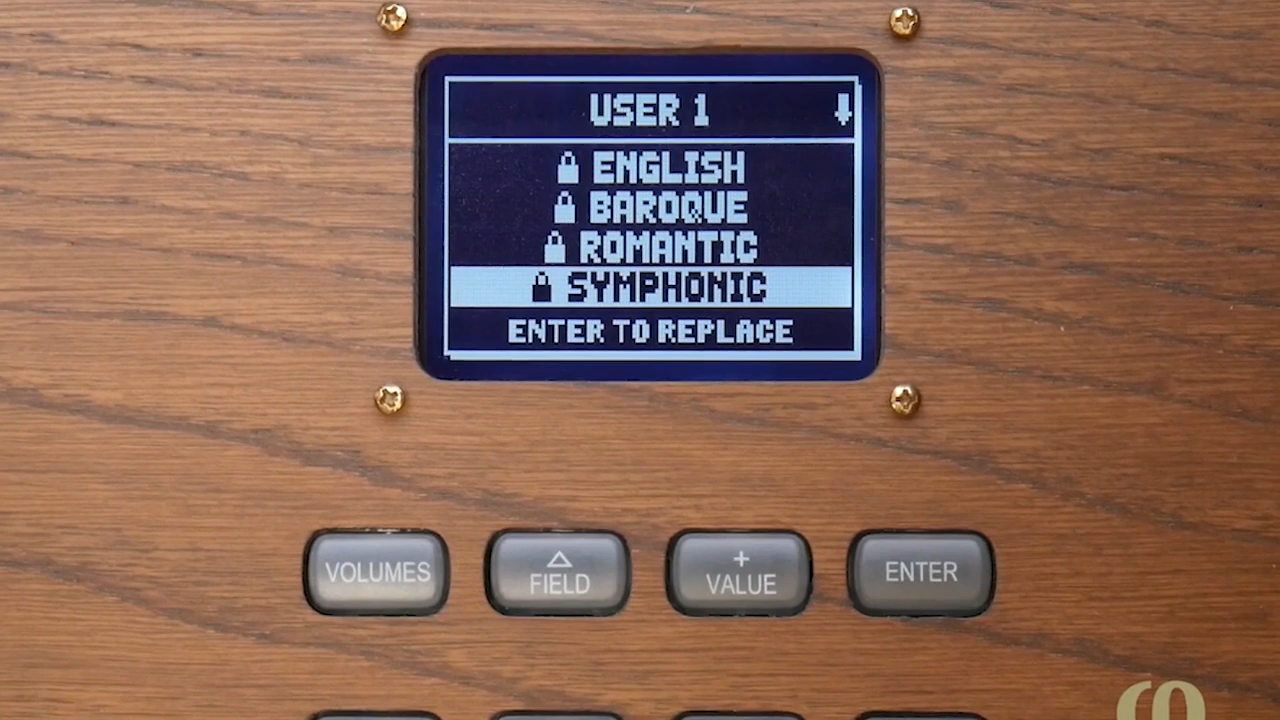 USER 1
ENGLISH
BAROQUE
ROMANTIC
SYMPHONIC
ENTER TO REPLACE
VOLUMES
FIELD
+
VALUE
ENTER